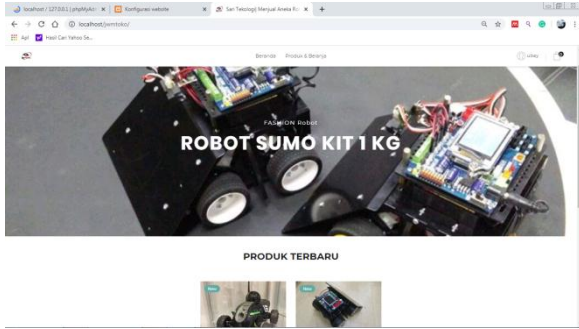 localhost / 127.0.0.1 | phpMyAd
Konfigurasi website
Sari Teknologi| Menjual Aneka Ro
localhost/jwmtoko/
Apl
Hasil Cari Yahoo Se...
Beranda Produk & Belanja
0
FASHION Robot
ROBOT SUMO KIT 1 KG
PRODUK TERBARU
New
New